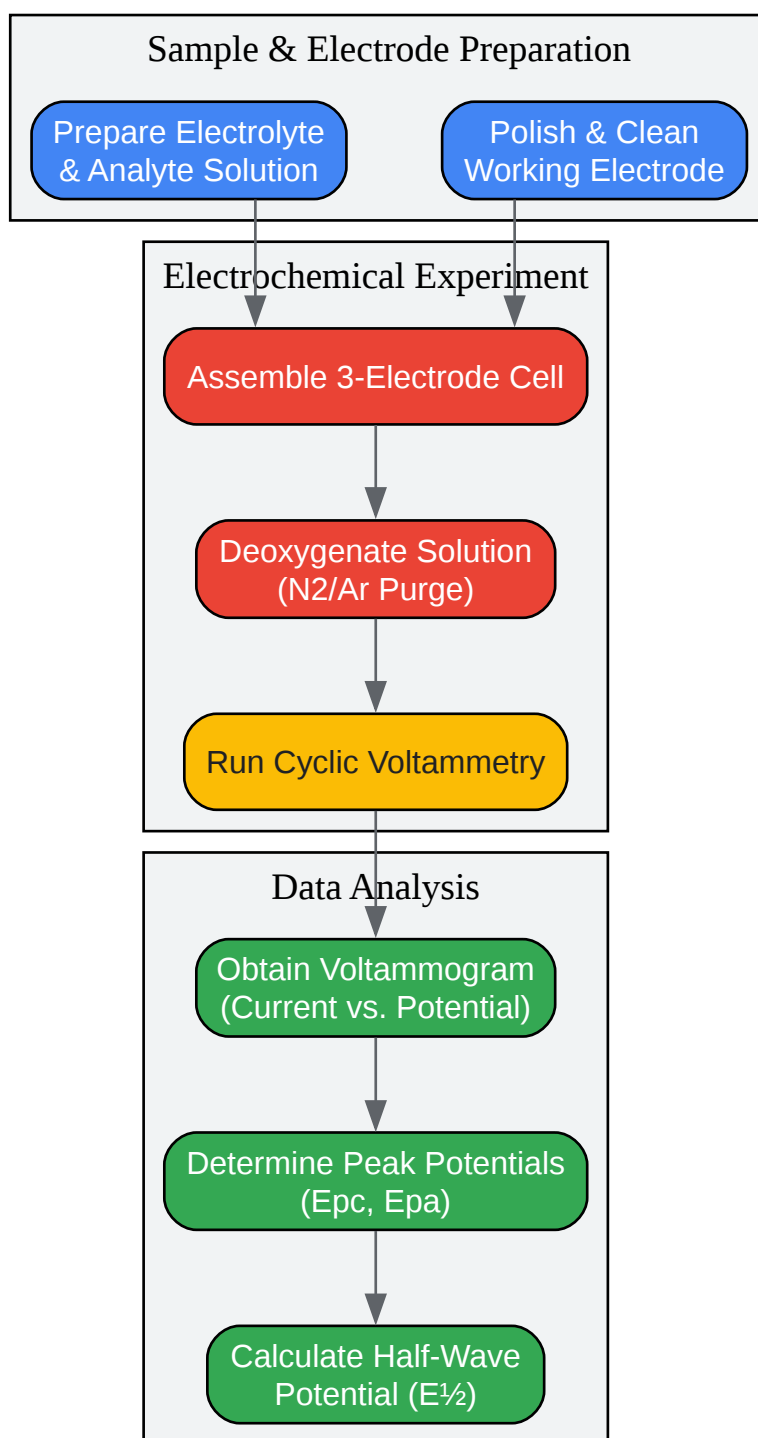 Sample & Electrode Preparation
Prepare Electrolyte
& Analyte Solution
Polish & Clean
Working Electrode
Electrochemical Experiment
Assemble 3-Electrode Cell
Deoxygenate Solution
(N2/Ar Purge)
Run Cyclic Voltammetry
Data Analysis
Obtain Voltammogram
(Current vs. Potential)
Determine Peak Potentials
(Epc, Epa)
Calculate Half-Wave
Potential (E½)